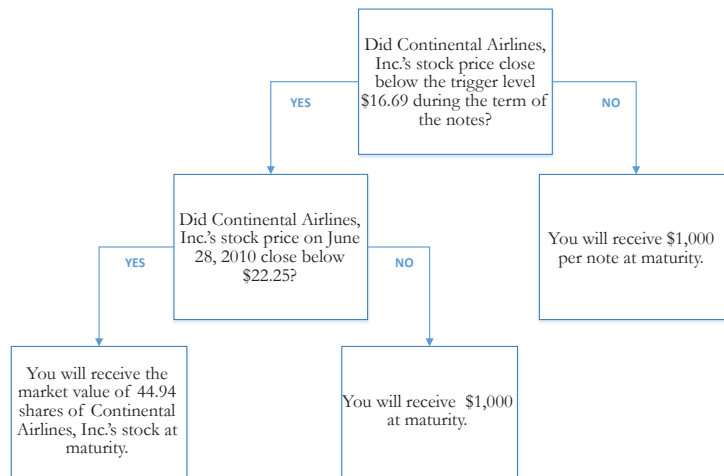 Did Continental Airlines,
Inc.'s stock price close
below the trigger level
$16.69 during the term of
the notes?
YES
NO
Did Continental Airlines,
Inc.'s stock price on June
28, 2010 close below
$22.25?
You will receive $1,000
per note at maturity.
YES
NO
You will receive the
market value of 44.94
shares of Continental
Airlines, Inc.'s stock at
maturity.
You will receive $1,000
at maturity.